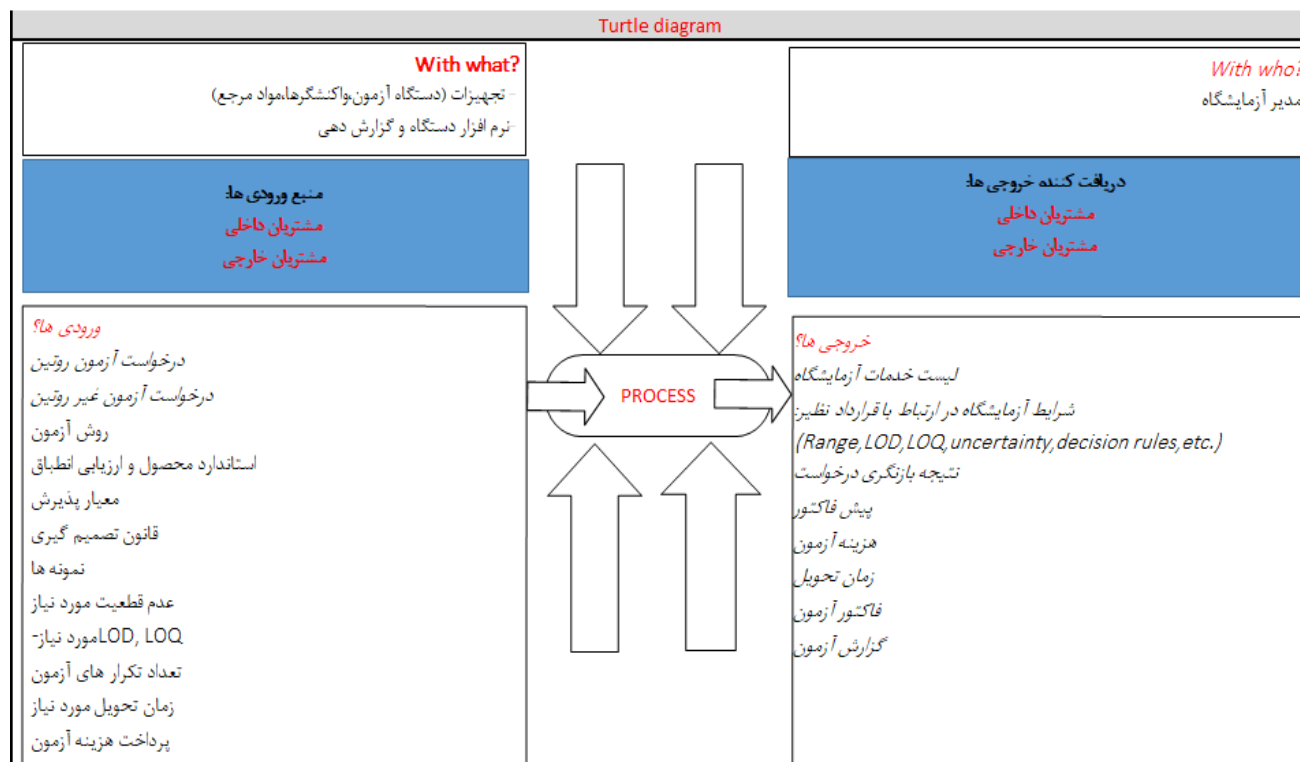 Turtle diagram
With what?
- تجهیزات (دستگاه آزمون،واکنشگرها،مواد مرجع)
-نرم افزار دستگاه و گزارش دهی
منبع ورودی ها:
مشتریان داخلی
مشتریان خارجی
ورودی ها؟
درخواست آزمون روتین
درخواست آزمون غیر روتین
روش آزمون
استاندارد محصول و ارزیابی انطباق
معیار پذیرش
قانون تصمیم گیری
نمونه ها
عدم قطعیت مورد نیاز
-LOD, LOQمورد نیاز
تعداد تکرار های آزمون
زمان تحویل مورد نیاز
پرداخت هزینه آزمون
PROCESS
With who?
مدیر آزمایشگاه
دریافت کننده خروجی ها:
مشتریان داخلی
مشتریان خارجی
خروجی ها؟
لیست خدمات آزمایشگاه
شرایط آزمایشگاه در ارتباط با قرارداد نظیر:
(Range,LOD,LOQ,uncertainty,decision rules,etc.)
نتیجه بازنگری درخواست
پیش فاکتور
هزینه آزمون
زمان تحویل
فاکتور آزمون
گزارش آزمون